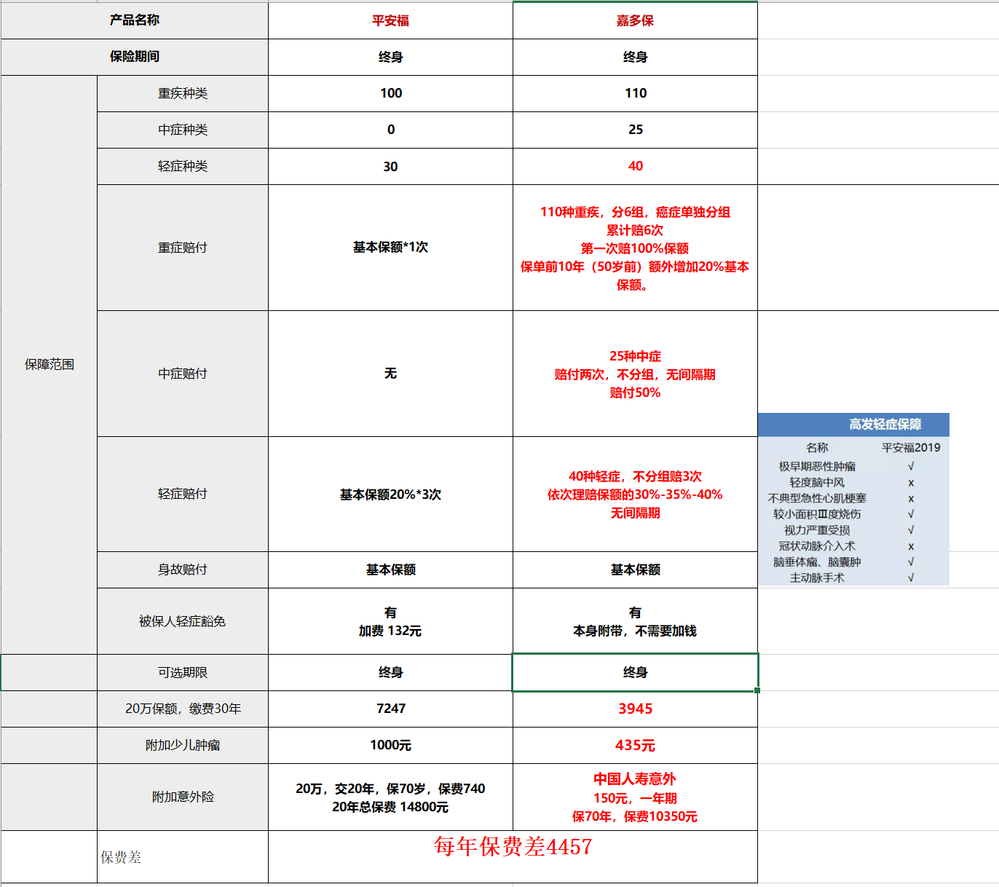 产品名称 平安福 嘉多保
保险期间 终身 终身
保障范围
重疾种类 100 110
中症种类 0 25
轻症种类 30 40
重症赔付 基本保额*1次
110种重疾，分6组，癌症单独分组
累计赔6次
第一次赔100%保额
保单前10年（50岁前）额外增加20%基本
保额。
中症赔付 无
25种中症
赔付两次，不分组，无间隔期
赔付50%
轻症赔付 基本保额20%*3次
40种轻症，不分组赔3次
依次理赔保额的30%-35%-40%
无间隔期
身故赔付 基本保额 基本保额
被保人轻症豁免
有
加费 132元
有
本身附带，不需要加钱
可选期限 终身 终身
20万保额，缴费30年 7247 3945
附加少儿肿瘤 1000元 435元
附加意外险
20万，交20年，保70岁，保费740
20年总保费 14800元
中国人寿意外
150元，一年期
保70年，保费10350元
保费差 每年保费差4457
高发轻症保障
名称 平安福2019
极早期恶性肿瘤 √
轻度脑中风 x
不典型急性心肌梗塞 x
较小面积Ⅲ度烧伤 √
视力严重受损 √
冠状动脉介入术 x
脑垂体瘤、脑囊肿 √
主动脉手术 √